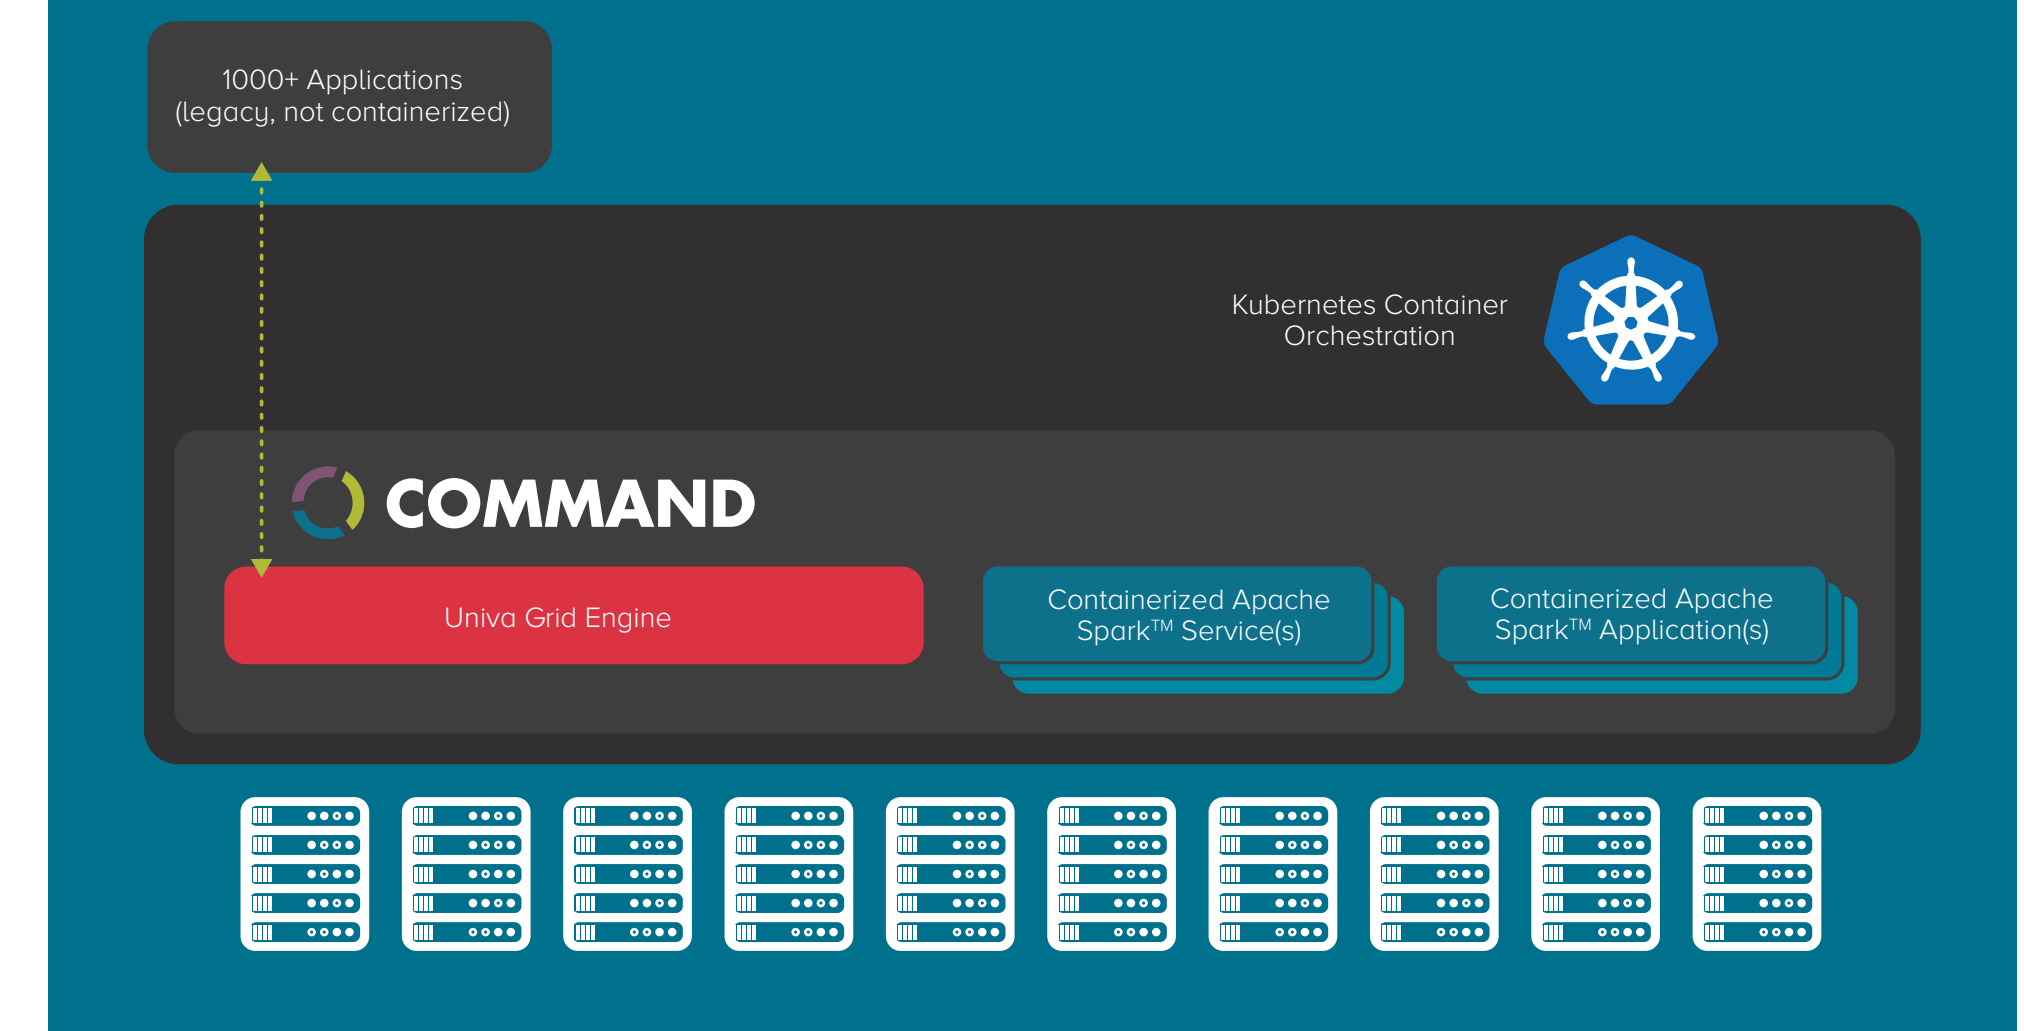 1000+ Applications
(legacy, not containerized)
Kubernetes Container
Orchestration
COMMAND
Univa Grid Engine
Containerized Apache
Spark™ Service(s)
Containerized Apache
Spark™ Application(s)